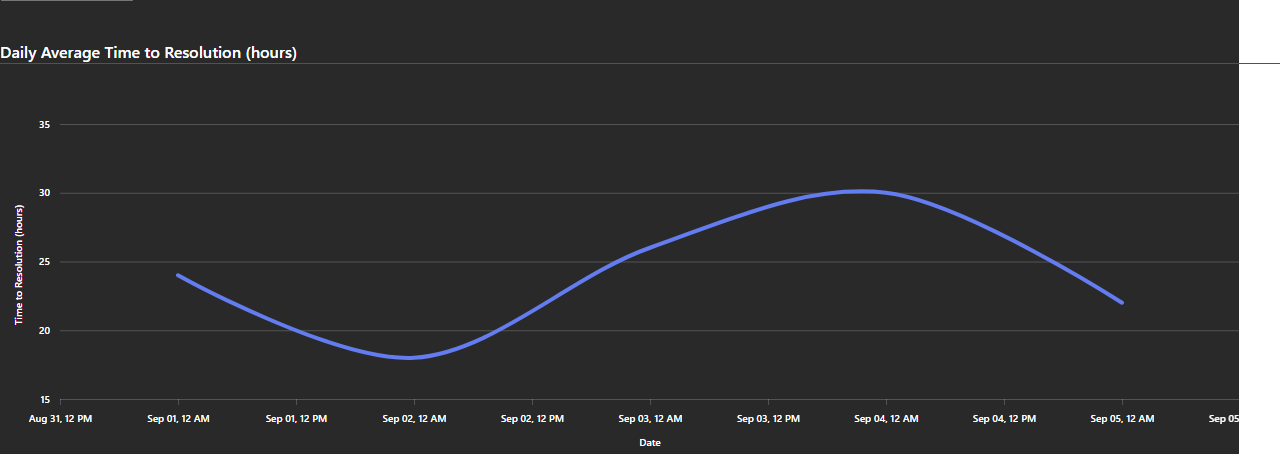 Daily Average Time to Resolution (hours)
35
30
25
20
15
Time to Resolution (hours)
Aug 31, 12 PM Sep 01, 12 AM Sep 01, 12 PM Sep 02, 12 AM Sep 02, 12 PM Sep 03, 12 AM Sep 03, 12 PM Sep 04, 12 AM Sep 04, 12 PM Sep 05, 12 AM Sep 05
Date